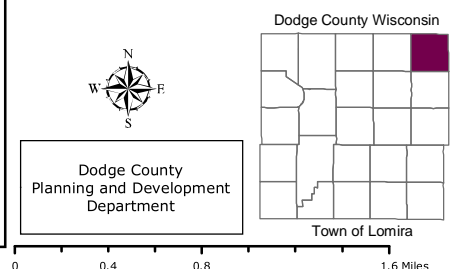 Dodge County Wisconsin
N
W E
S
Dodge County
Planning and Development
Department
Town of Lomira
0 0.4 0.8 1.6 Miles